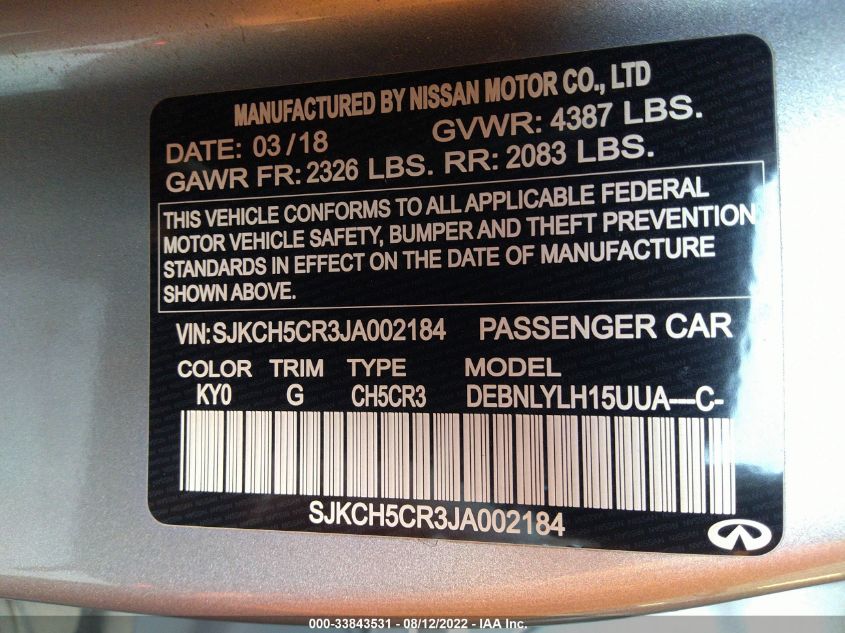 MANUFACTURED BY NISSAN MOTOR CO., LTD
DATE: 03/18 GVWR: 4387 LBS.
GAWR FR: 2326 LBS. RR: 2083 LBS.
THIS VEHICLE CONFORMS TO ALL APPLICABLE FEDERAL
MOTOR VEHICLE SAFETY, BUMPER AND THEFT PREVENTION
STANDARDS IN EFFECT ON THE DATE OF MANUFACTURE
SHOWN ABOVE.
VIN: SJKCH5CR3JA002184 PASSENGER CAR
COLOR TRIM TYPE MODEL
KY0 G CH5CR3 DEBNLYLH15UUA---C-
SJKCH5CR3JA002184
000-33843531 - 08/12/2022 - IAA Inc.